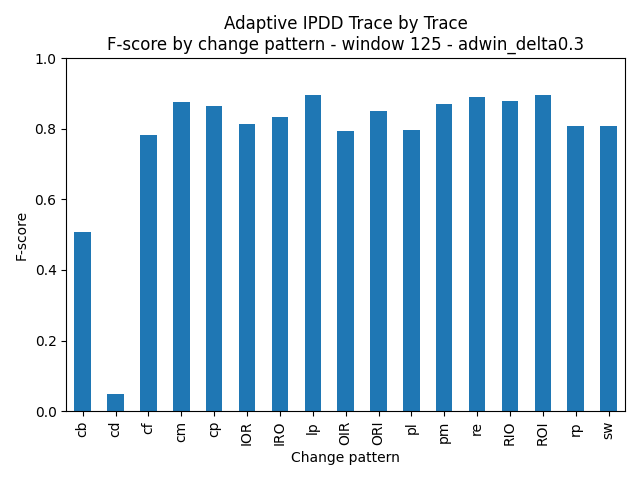 Adaptive IPDD Trace by Trace
F-score by change pattern - window 125 - adwin_delta0.3
1.0
0.8
0.6
0.4
0.2
0.0
F-score
cb
cd
cf
cm
cp
IOR
IRO
lp
OIR
ORI
pl
pm
re
RIO
ROI
rp
sw
Change pattern